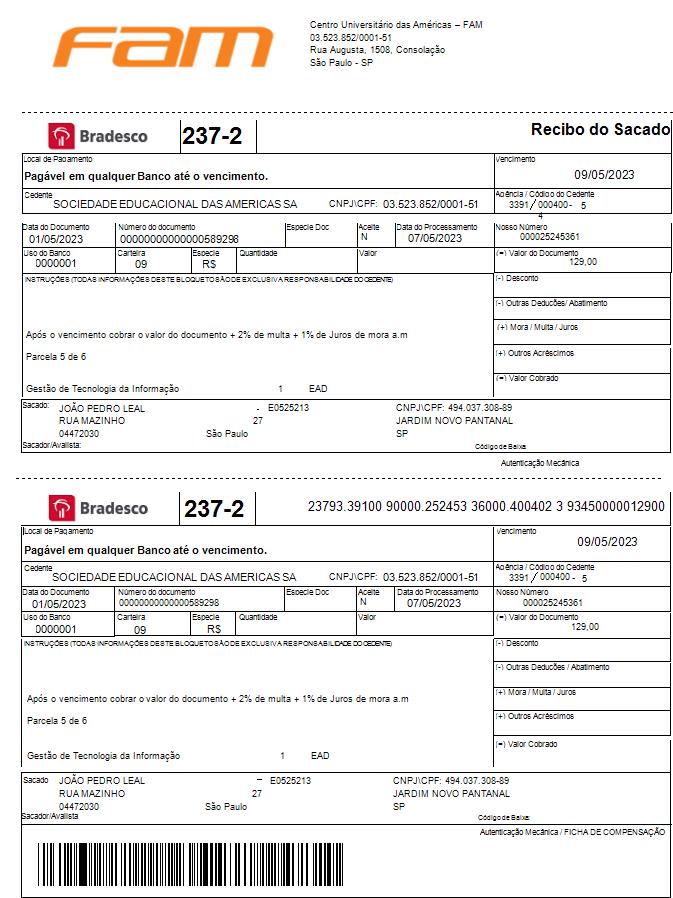 fam
Centro Universitário das Américas – FAM
03.523.852/0001-51
Rua Augusta, 1508, Consolação
São Paulo - SP
Bradesco 237-2 Recibo do Sacado
Local de Pagamento Vencimento
Pagável em qualquer Banco até o vencimento. 09/05/2023
Cedente Agência / Código do Cedente
SOCIEDADE EDUCACIONAL DAS AMERICAS SA CNPJ\CPF: 03.523.852/0001-51 3391 / 000400- 5
4
Data do Documento Número do documento Especie Doc Aceite Data do Processamento Nosso Número
01/05/2023 00000000000000589298 N 07/05/2023 000025245361
Uso do Banco Carteira Especie Quantidade Valor (=) Valor do Documento
0000001 09 R$ 129,00
INSTRUÇÕES (TODAS INFORMAÇÕES DESTE BLOQUETO SÃO DE EXCLUSIVA RESPONSABILIDADE DO CEDENTE) (-) Desconto
(-) Outras Deducões/ Abatimento
Após o vencimento cobrar o valor do documento + 2% de multa + 1% de Juros de mora a.m (+) Mora / Multa / Juros
Parcela 5 de 6 (+) Outros Acréscimos
(=) Valor Cobrado
Gestão de Tecnologia da Informação 1 EAD
Sacado: JOÃO PEDRO LEAL - E0525213 CNPJ\CPF: 494.037.308-89
RUA MAZINHO 27 JARDIM NOVO PANTANAL
04472030 São Paulo SP
Sacador/Avalista: Código de Baixa
Autenticação Mecânica
Bradesco 237-2 23793.39100 90000.252453 36000.400402 3 93450000012900
Local de Pagamento Vencimento
Pagável em qualquer Banco até o vencimento. 09/05/2023
Cedente Agência / Código do Cedente
SOCIEDADE EDUCACIONAL DAS AMERICAS SA CNPJ\CPF: 03.523.852/0001-51 3391 / 000400 - 5
Data do Documento Número do documento Especie Doc Aceite Data do Processamento Nosso Número
01/05/2023 00000000000000589298 N 07/05/2023 000025245361
Uso do Banco Carteira Especie Quantidade Valor (=) Valor do Documento
0000001 09 R$ 129,00
INSTRUÇÕES (TODAS INFORMAÇÕES DESTE BLOQUETO SÃO DE EXCLUSIVA RESPONSABILIDADE DO CEDENTE) (-) Desconto
(-) Outras Deducões / Abatimento
Após o vencimento cobrar o valor do documento + 2% de multa + 1% de Juros de mora a.m (+) Mora / Multa / Juros
Parcela 5 de 6 (+) Outros Acréscimos
(=) Valor Cobrado
Gestão de Tecnologia da Informação 1 EAD
Sacado JOÃO PEDRO LEAL – E0525213 CNPJ\CPF: 494.037.308-89
RUA MAZINHO 27 JARDIM NOVO PANTANAL
04472030 São Paulo SP
Sacador/Avalista Código de Baixa:
Autenticação Mecânica / FICHA DE COMPENSAÇÃO